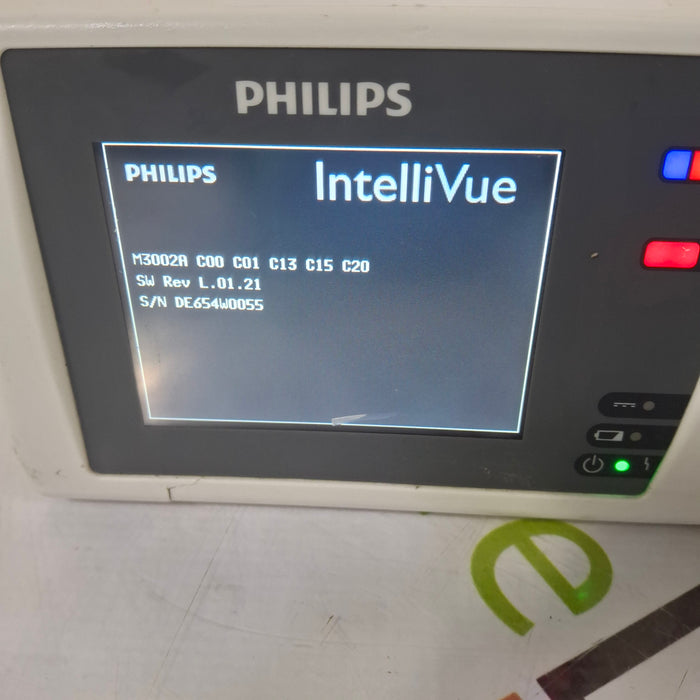 PHILIPS
PHILIPS IntelliVue
M3002A C00 C01 C13 C15 C20
SW Rev L.01.21
S/N DE654W0055
e